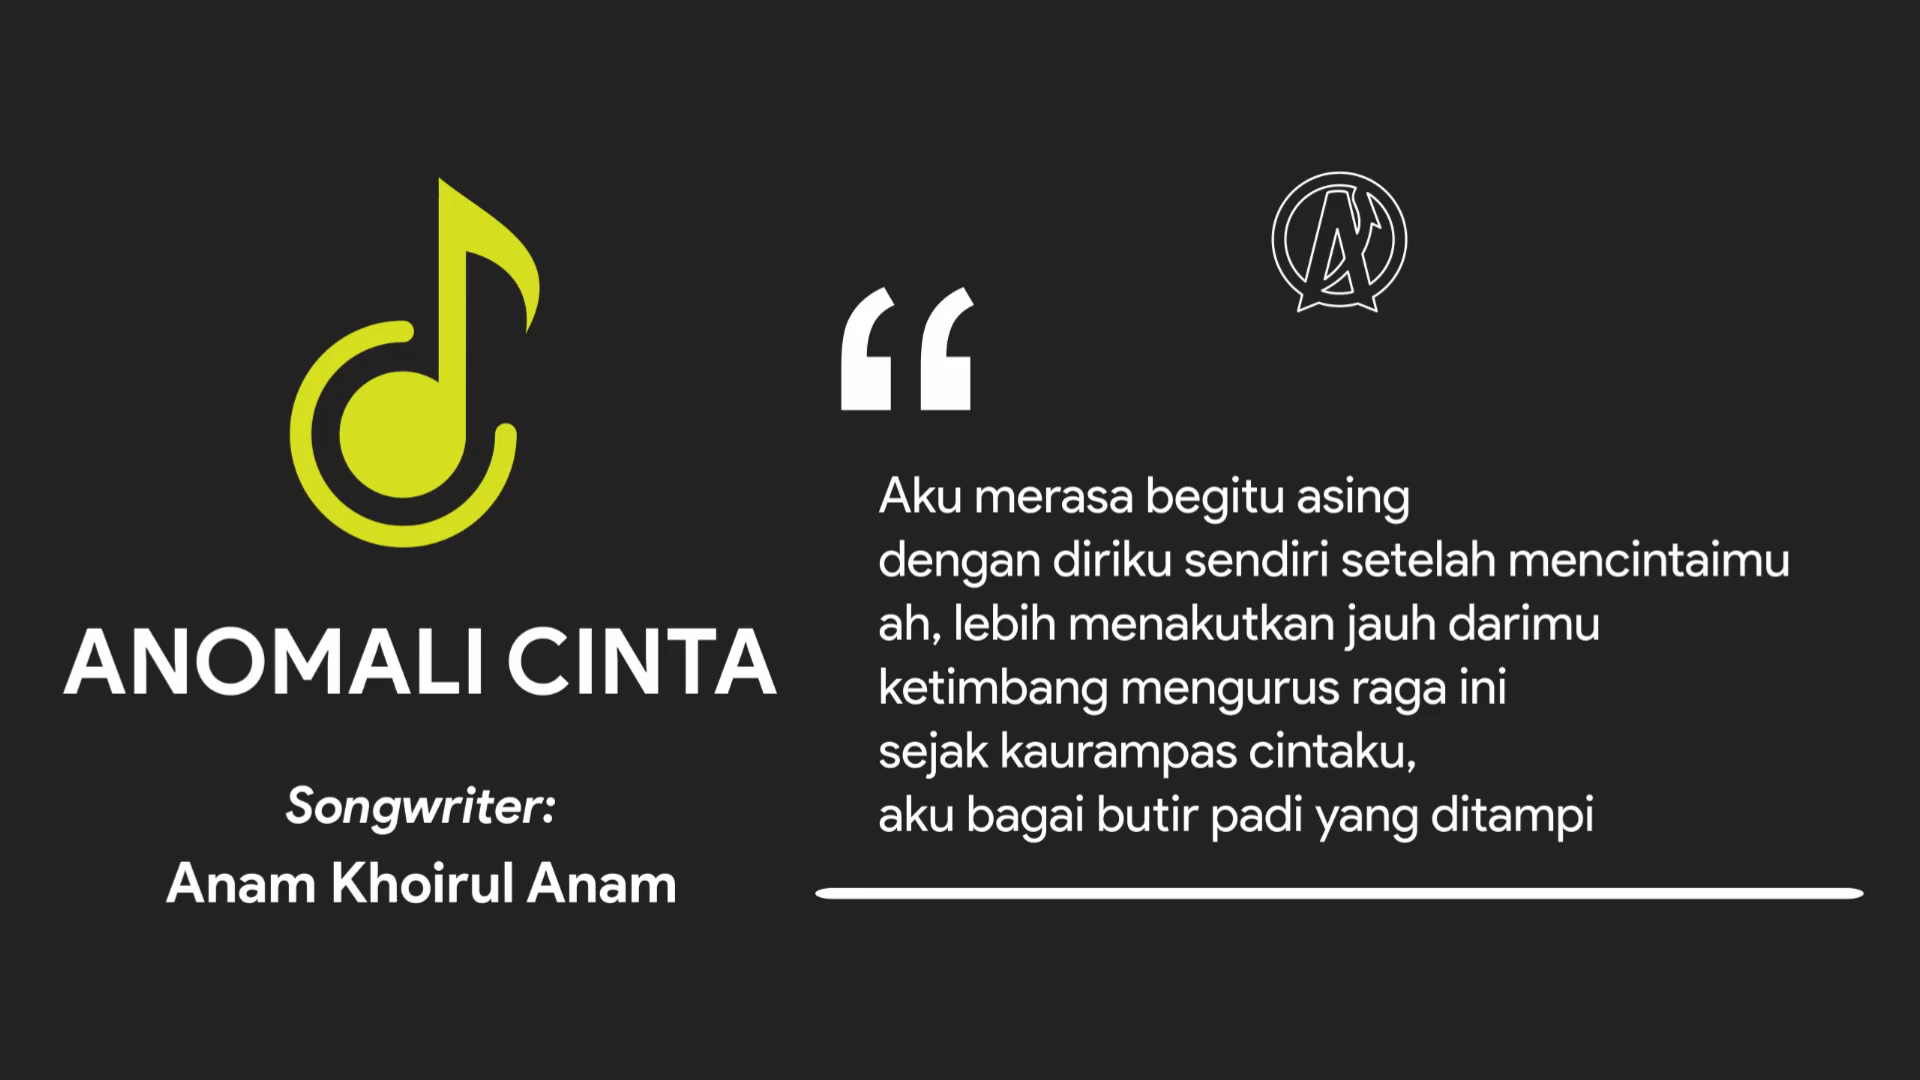 ANOMALI CINTA
Songwriter:
Anam Khoirul Anam
“
Aku merasa begitu asing
dengan diriku sendiri setelah mencintaimu
ah, lebih menakutkan jauh darimu
ketimbang mengurus raga ini
sejak kaurampas cintaku,
aku bagai butir padi yang ditampi